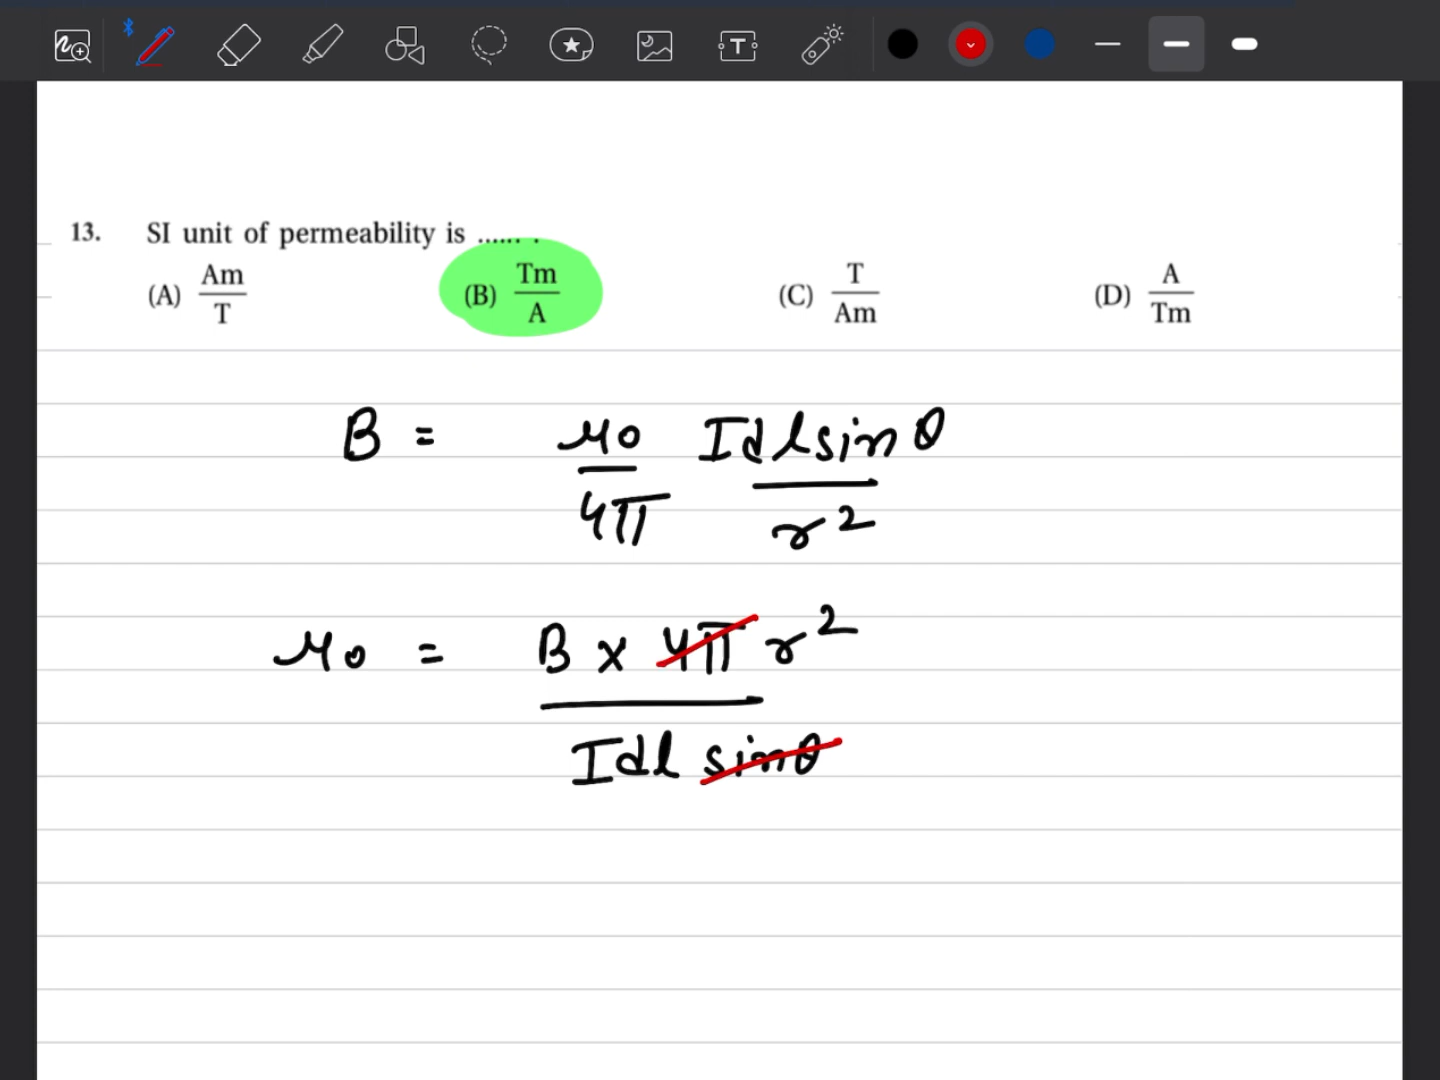 13. SI unit of permeability is ...... .
(A) Am/T (B) Tm/A (C) T/Am (D) A/Tm
B = μ0/4π Idl sinθ/r²
μ0 = B × 4π r²/Idl sinθ